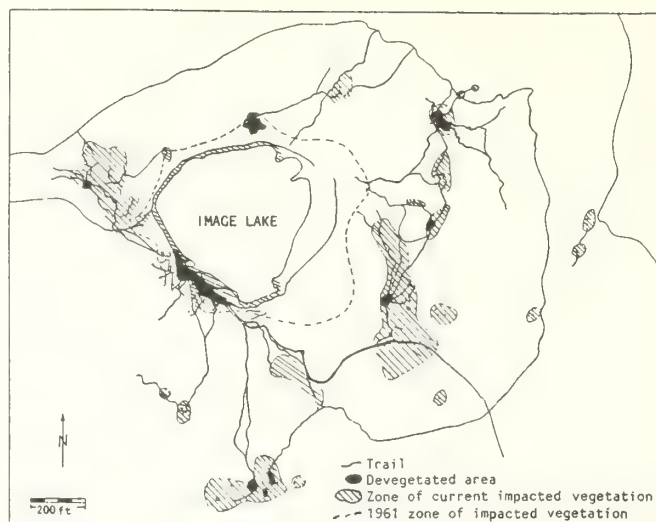 IMAGE LAKE
N
200 ft
Trail
Devegetated area
Zone of current impacted vegetation
1961 zone of impacted vegetation